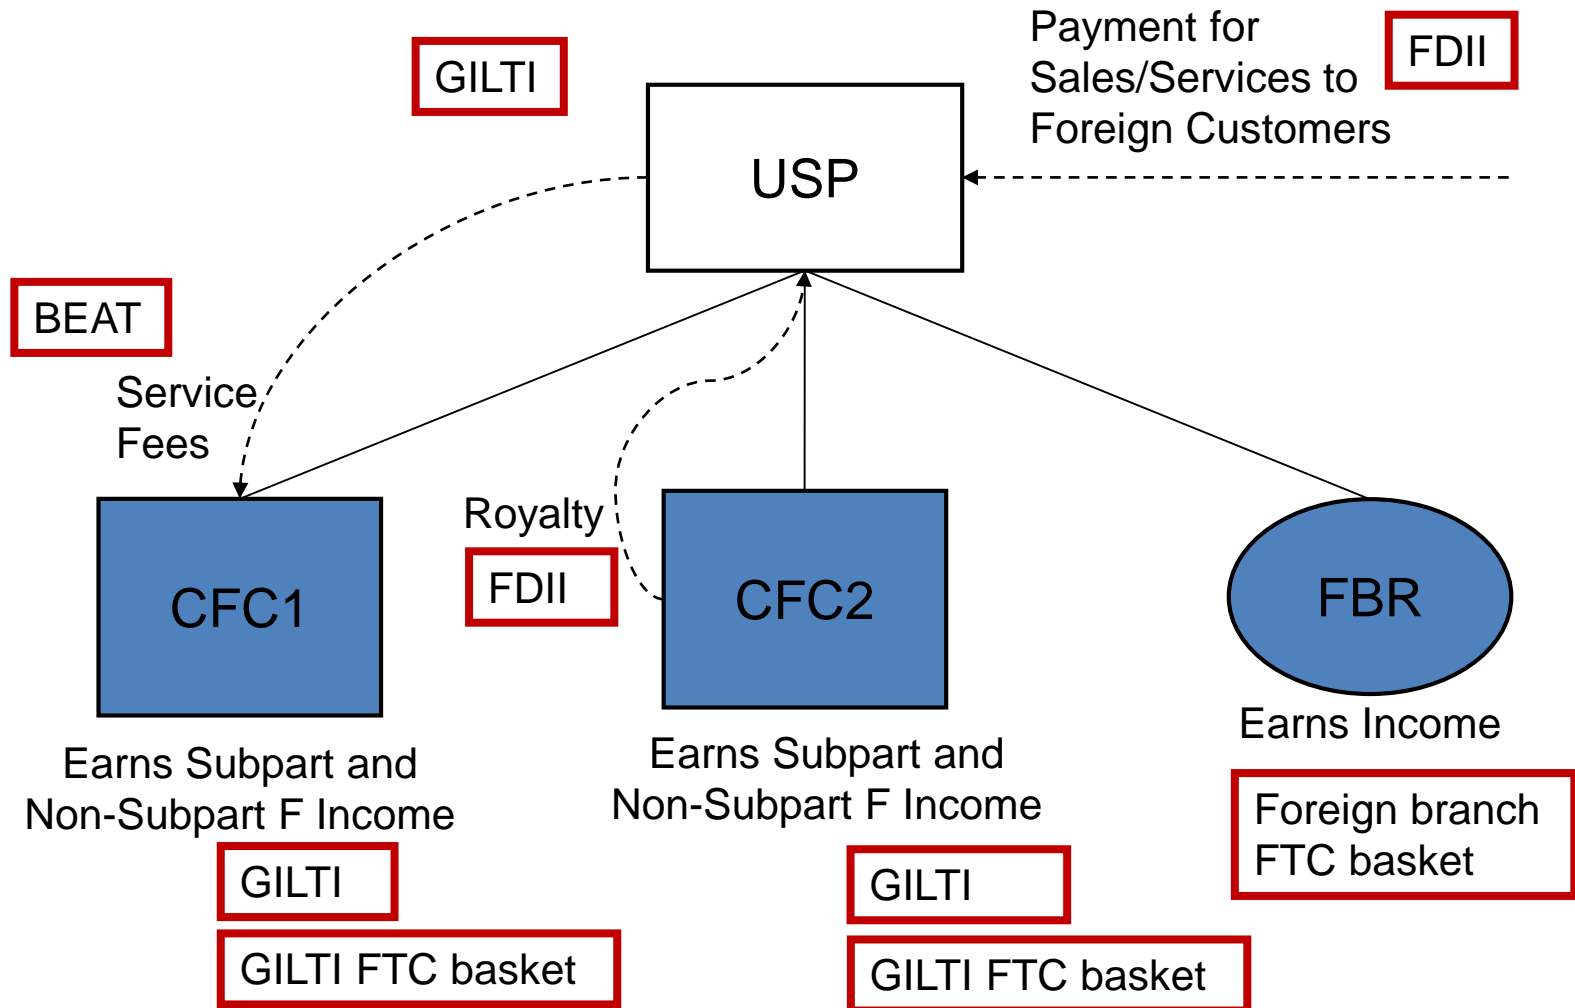 Payment for
Sales/Services to
Foreign Customers
FDII
GILTI
USP
BEAT
Service
Fees
Royalty
FDII
CFC1
CFC2
FBR
Earns Subpart and
Non-Subpart F Income
GILTI
GILTI FTC basket
Earns Subpart and
Non-Subpart F Income
GILTI
GILTI FTC basket
Earns Income
Foreign branch
FTC basket